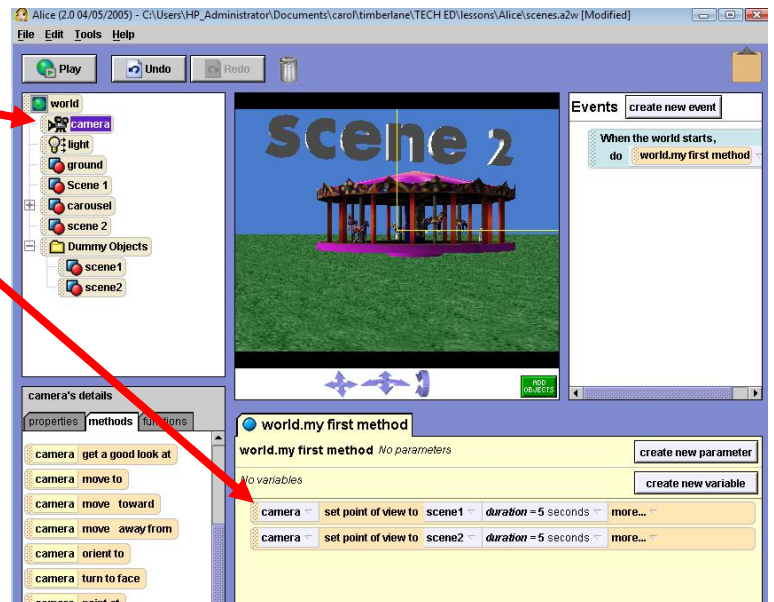 Alice (2.0 04/05/2005) - C:\Users\HP_Administrator\Documents\carol\timberlane\TECH ED\lessons\Alice\scenes.a2w [Modified]
File Edit Tools Help
Play Undo Redo
world
camera
light
ground
Scene 1
carousel
scene 2
Dummy Objects
scene1
scene2
scene 2
ADD OBJECTS
Events create new event
When the world starts,
do world.my first method
camera's details
properties methods functions
camera get a good look at
camera move to
camera move toward
camera move away from
camera orient to
camera turn to face
camera point at
world.my first method
world.my first method No parameters create new parameter
No variables create new variable
camera set point of view to scene1 duration = 5 seconds more...
camera set point of view to scene2 duration = 5 seconds more...